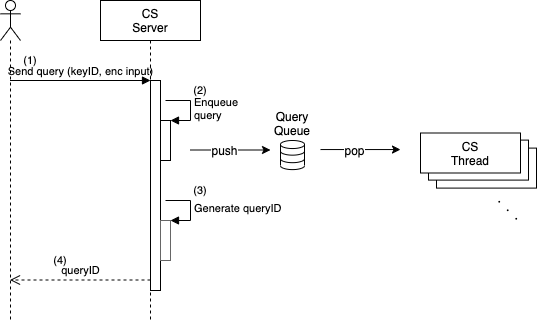 CS
Server
(1)
Send query (keyID, enc input)
(2)
Enqueue
query
Query
Queue
push
pop
CS
Thread
(3)
Generate queryID
(4)
queryID